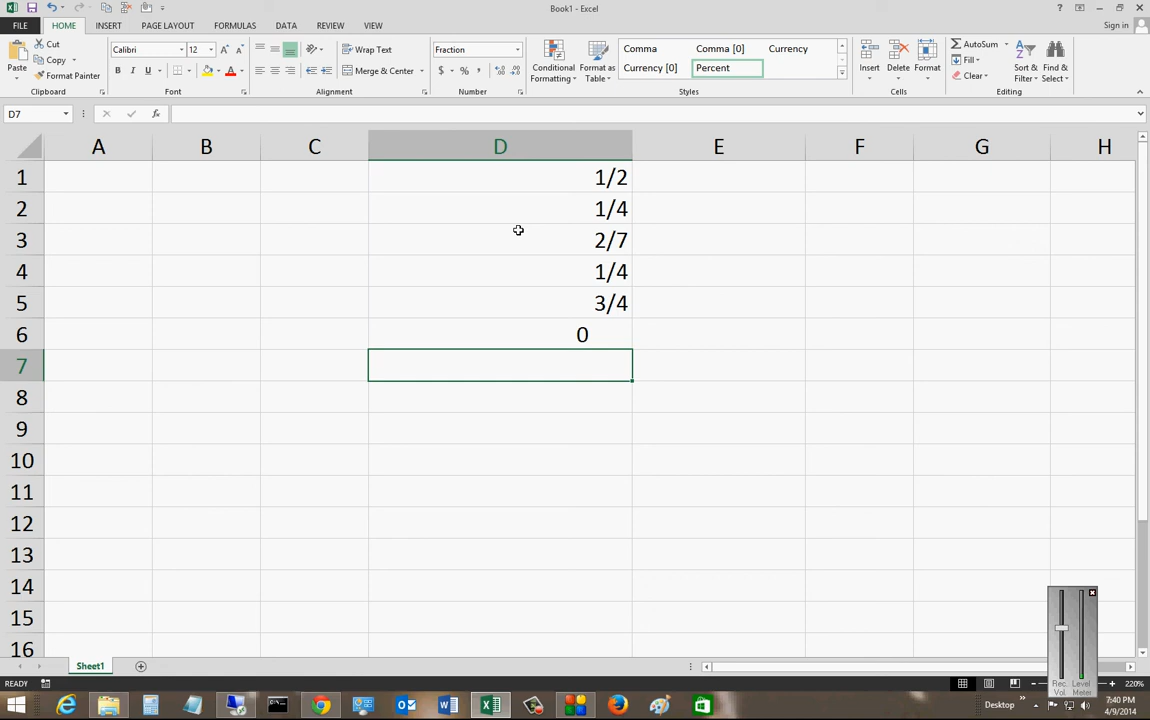 Book1 - Excel
FILE HOME INSERT PAGE LAYOUT FORMULAS DATA REVIEW VIEW Sign in
Cut
Copy
Format Painter
Paste
Clipboard
Calibri 12
B I U
Font
Wrap Text
Merge & Center
Alignment
Fraction
$ % ,
Number
Conditional
Formatting
Format as
Table
Comma Comma [0] Currency
Currency [0] Percent
Styles
Insert Delete Format
Cells
AutoSum
Fill
Clear
Sort &
Filter
Find &
Select
Editing
D7 fx
A B C D E F G H
1 1/2
2 1/4
3 2/7
4 1/4
5 3/4
6 0
7
8
9
10
11
12
13
14
15
16
Sheet1
READY 220%
Rec. Level
Vol. Meter
Desktop 7:40 PM
4/9/2014